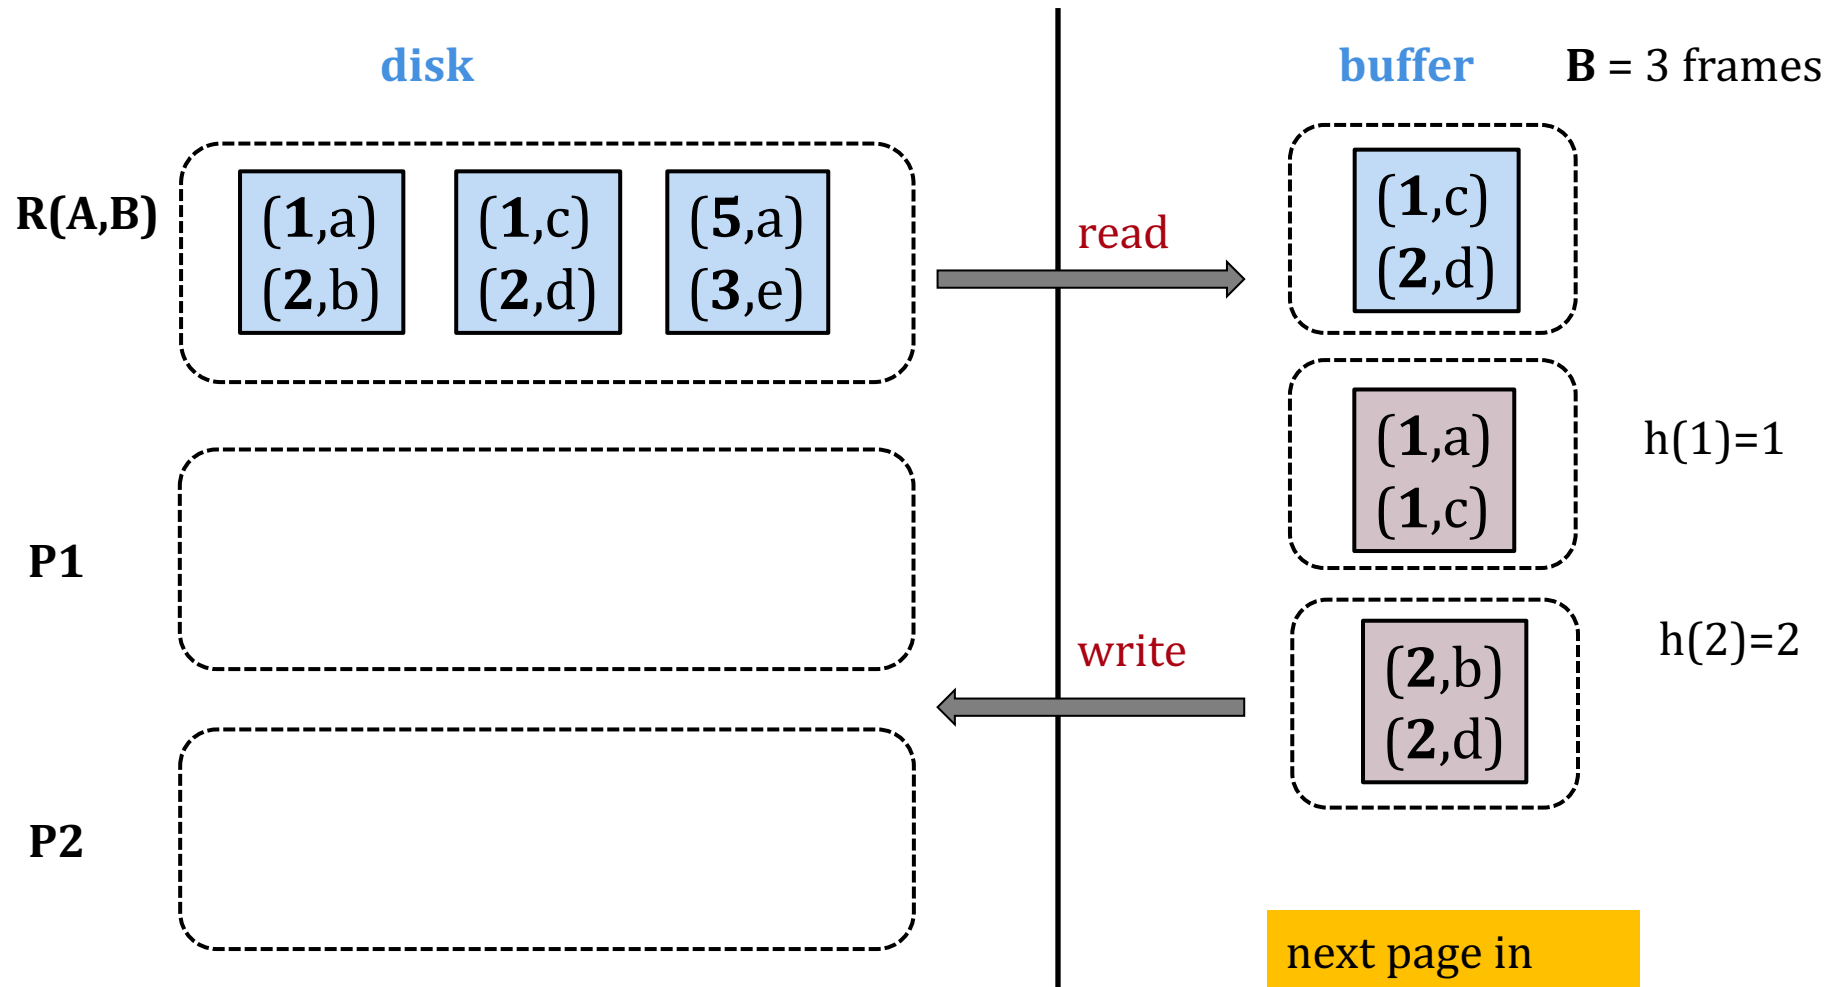 disk
buffer
B = 3 frames
R(A,B)
(1,a)
(2,b)
(1,c)
(2,d)
(5,a)
(3,e)
read
(1,c)
(2,d)
(1,a)
(1,c)
h(1)=1
P1
write
(2,b)
(2,d)
h(2)=2
P2
next page in